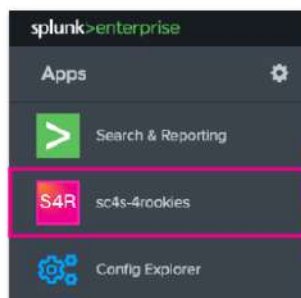 splunk>enterprise
Apps
Search & Reporting
S4R sc4s-4rookies
Config Explorer